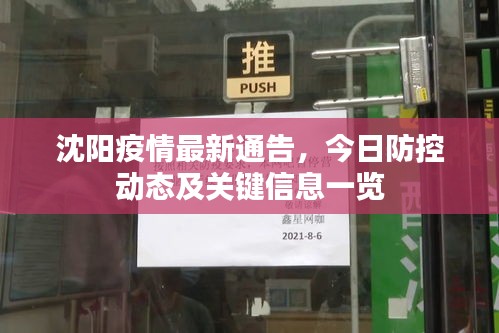 推
PUSH
沈阳疫情最新通告，今日防控
动态及关键信息一览
鑫星网咖
2021-8-6